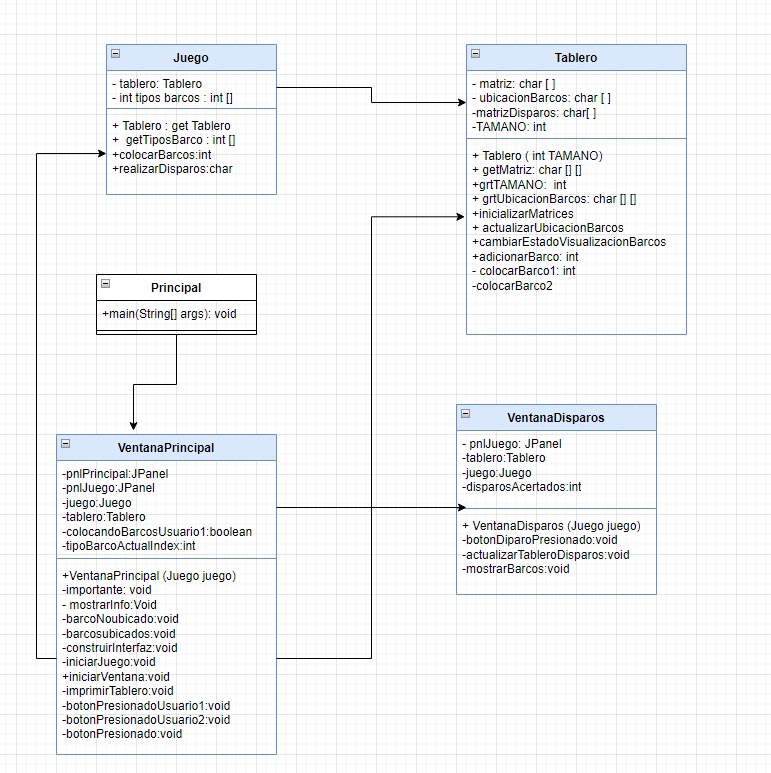 Juego
- tablero: Tablero
- int tipos barcos : int []
+ Tablero : get Tablero
+  getTiposBarco : int []
+colocarBarcos:int
+realizarDisparos:char
Tablero
- matriz: char [ ]
- ubicacionBarcos: char [ ]
-matrizDisparos: char[ ]
-TAMANO: int
+ Tablero ( int TAMANO)
+ getMatriz: char [] []
+grtTAMANO:  int
+ grtUbicacionBarcos: char [] []
+inicializarMatrices
+ actualizarUbicacionBarcos
+cambiarEstadoVisualizacionBarcos
+adicionarBarco: int
- colocarBarco1: int
-colocarBarco2
Principal
+main(String[] args): void
VentanaPrincipal
-pnlPrincipal:JPanel
-pnlJuego:JPanel
-juego:Juego
-tablero:Tablero
-colocandoBarcosUsuario1:boolean
-tipoBarcoActualIndex:int
+VentanaPrincipal (Juego juego)
-importante: void
- mostrarInfo:Void
-barcoNoubicado:void
-barcosubicados:void
-construirInterfaz:void
-iniciarJuego:void
+iniciarVentana:void
-imprimirTablero:void
-botonPresionadoUsuario1:void
-botonPresionadoUsuario2:void
-botonPresionado:void
VentanaDisparos
- pnlJuego: JPanel
-tablero:Tablero
-juego:Juego
-disparosAcertados:int
+ VentanaDisparos (Juego juego)
-botonDiparoPresionado:void
-actualizarTableroDisparos:void
-mostrarBarcos:void